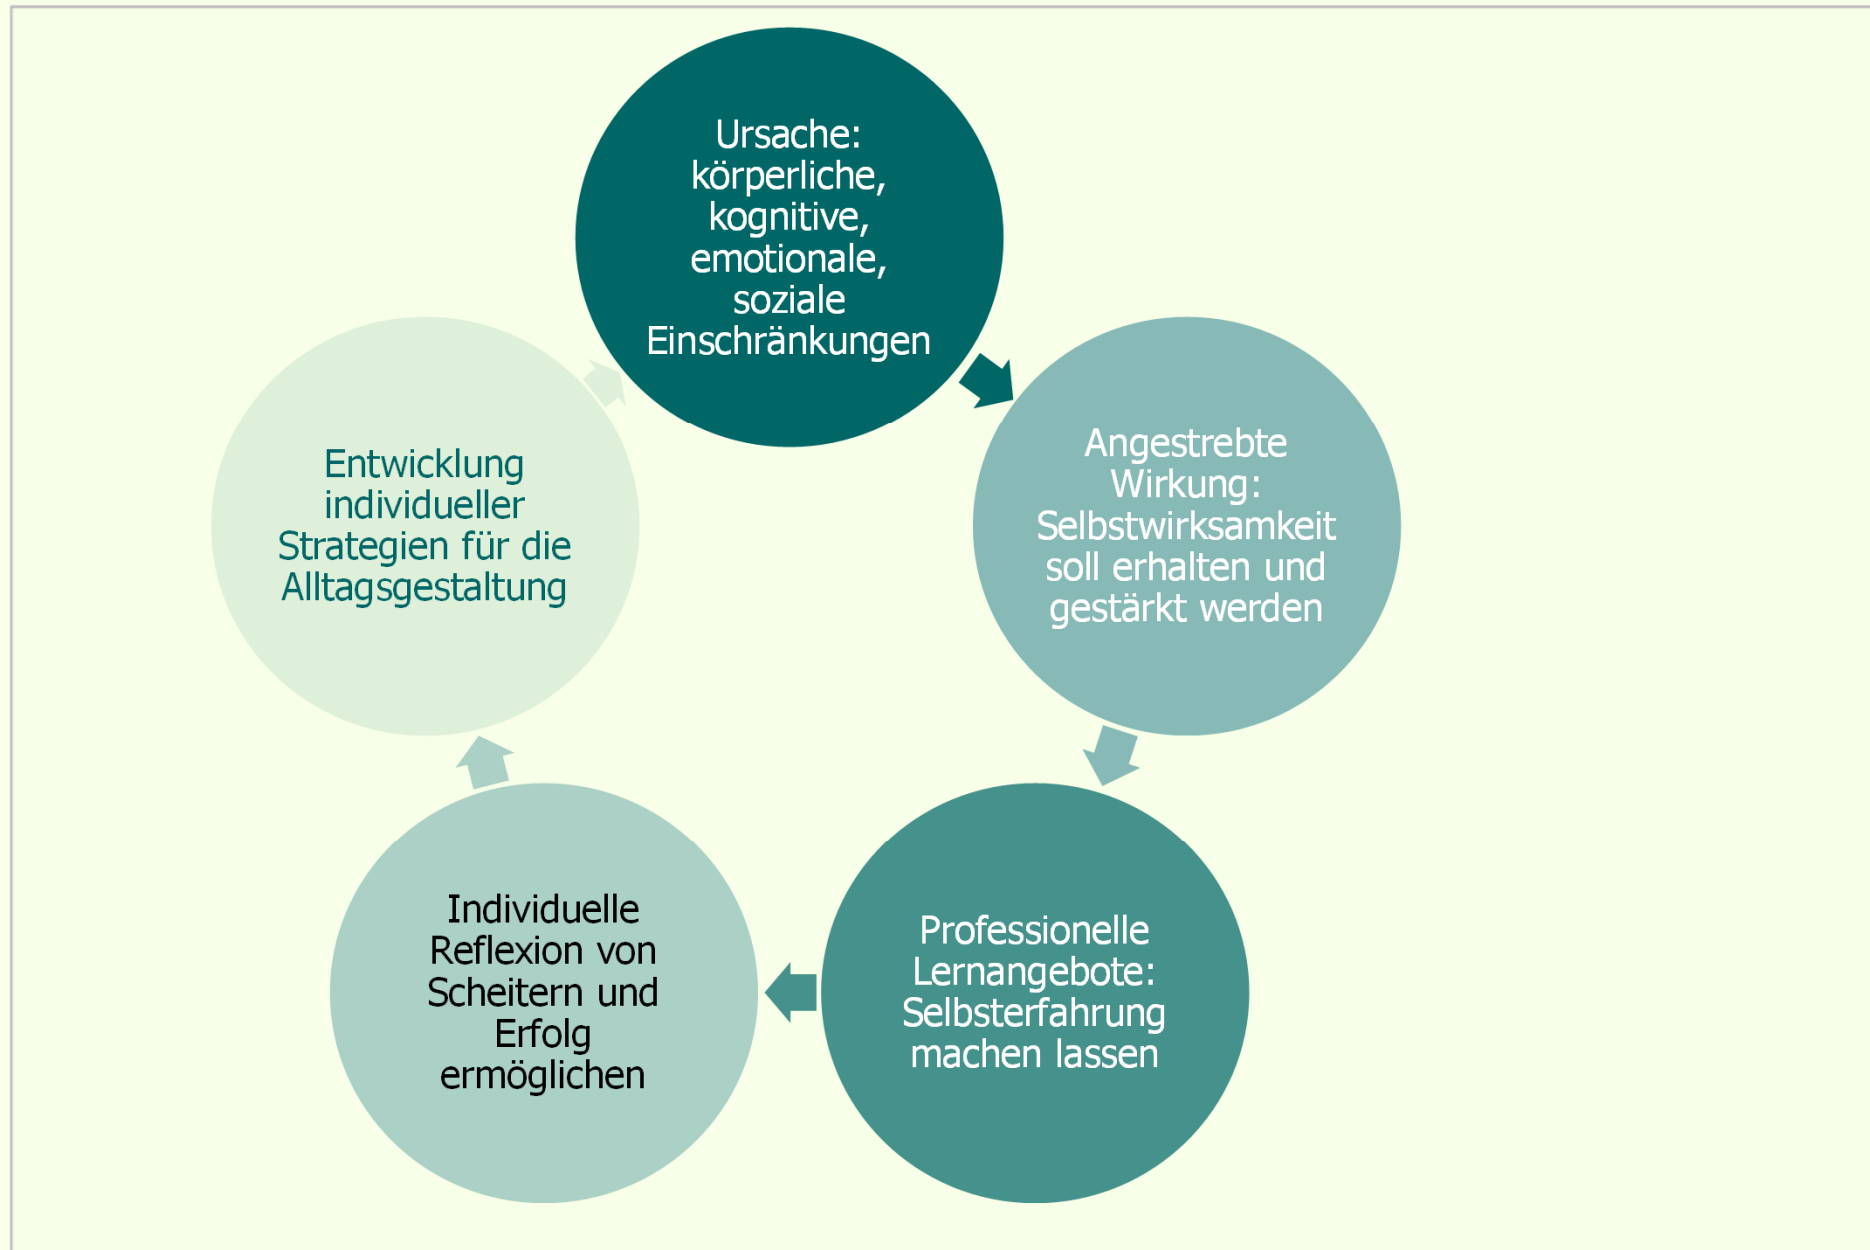 Ursache:
körperliche,
kognitive,
emotionale,
soziale
Einschränkungen
Angestrebte
Wirkung:
Selbstwirksamkeit
soll erhalten und
gestärkt werden
Professionelle
Lernangebote:
Selbsterfahrung
machen lassen
Individuelle
Reflexion von
Scheitern und
Erfolg
ermöglichen
Entwicklung
individueller
Strategien für die
Alltagsgestaltung